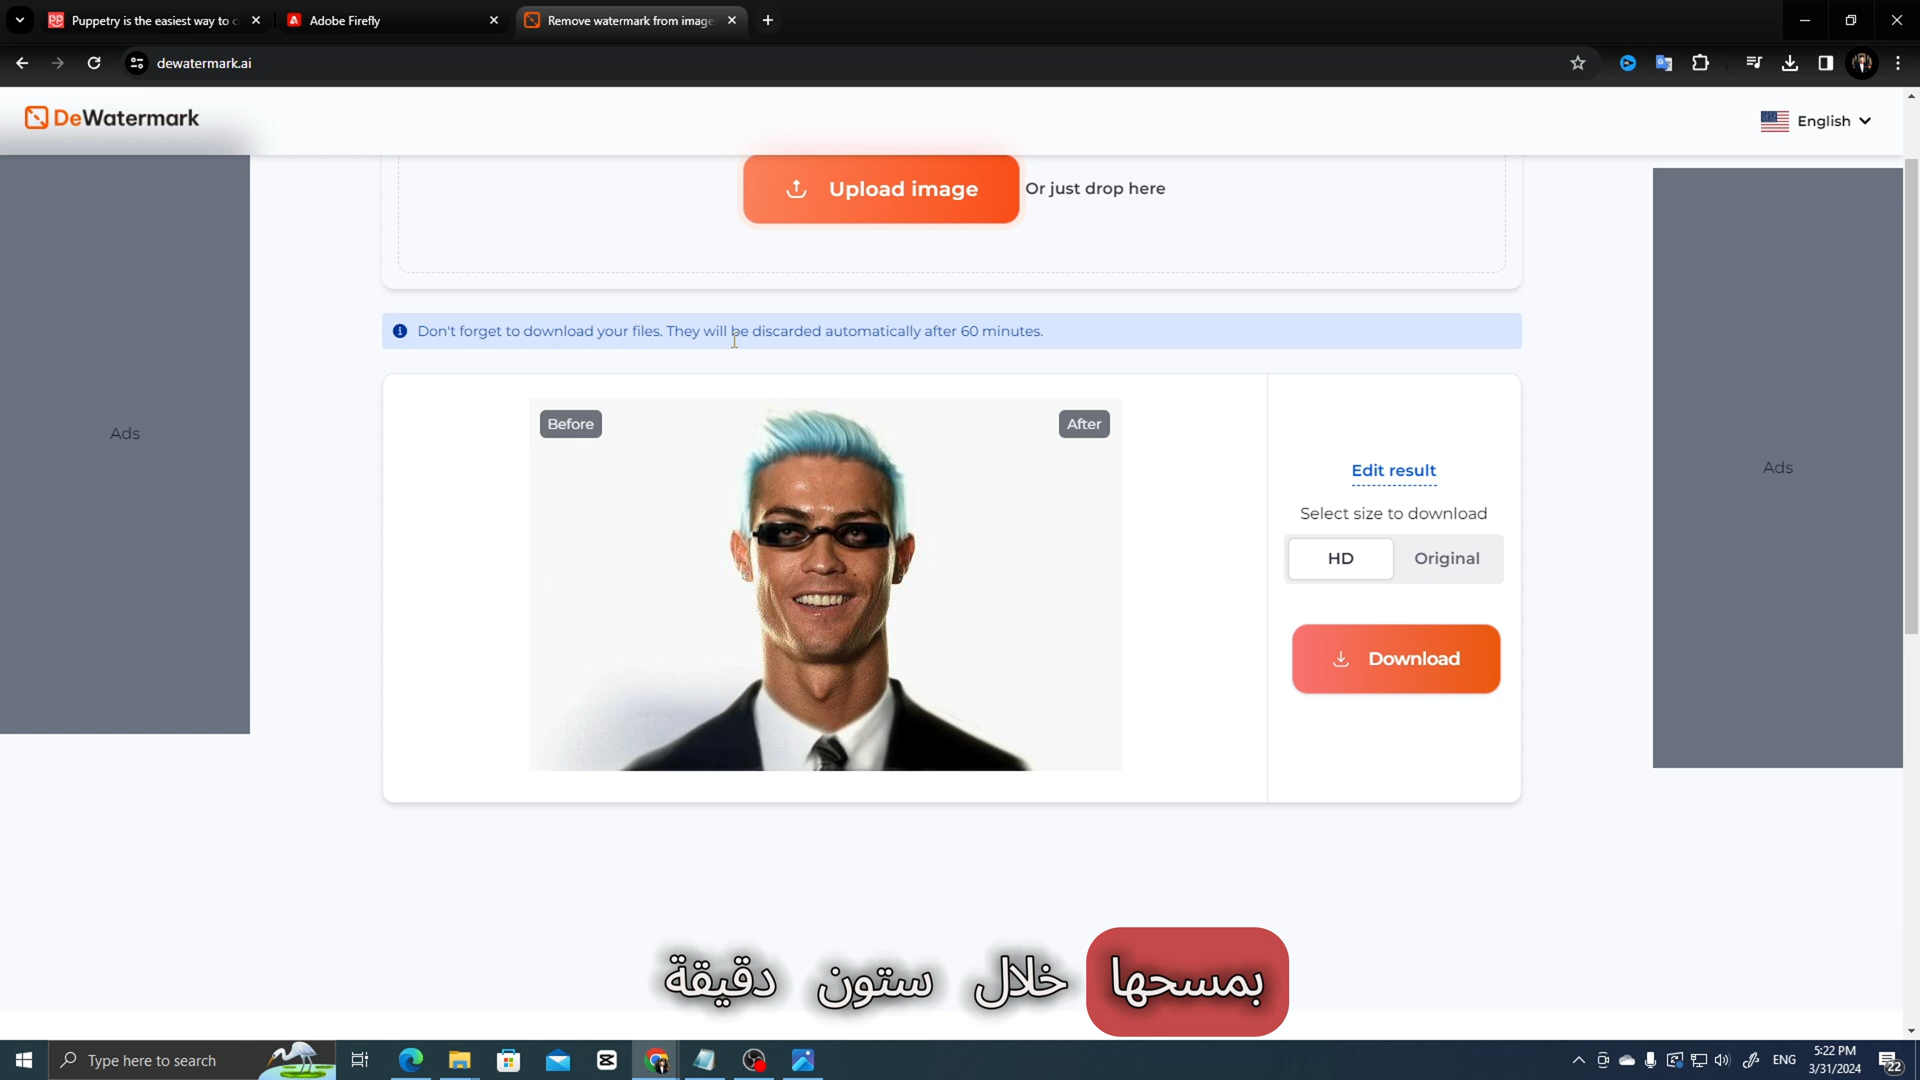 Puppetry is the easiest way to c
Adobe Firefly
Remove watermark from image
dewatermark.ai
DeWatermark
English
Upload image
Or just drop here
Don't forget to download your files. They will be discarded automatically after 60 minutes.
Ads
Before
After
Edit result
Select size to download
HD
Original
Download
Ads
بمسحها خلال ستون دقيقة
Type here to search
ENG
5:22 PM
3/31/2024
22